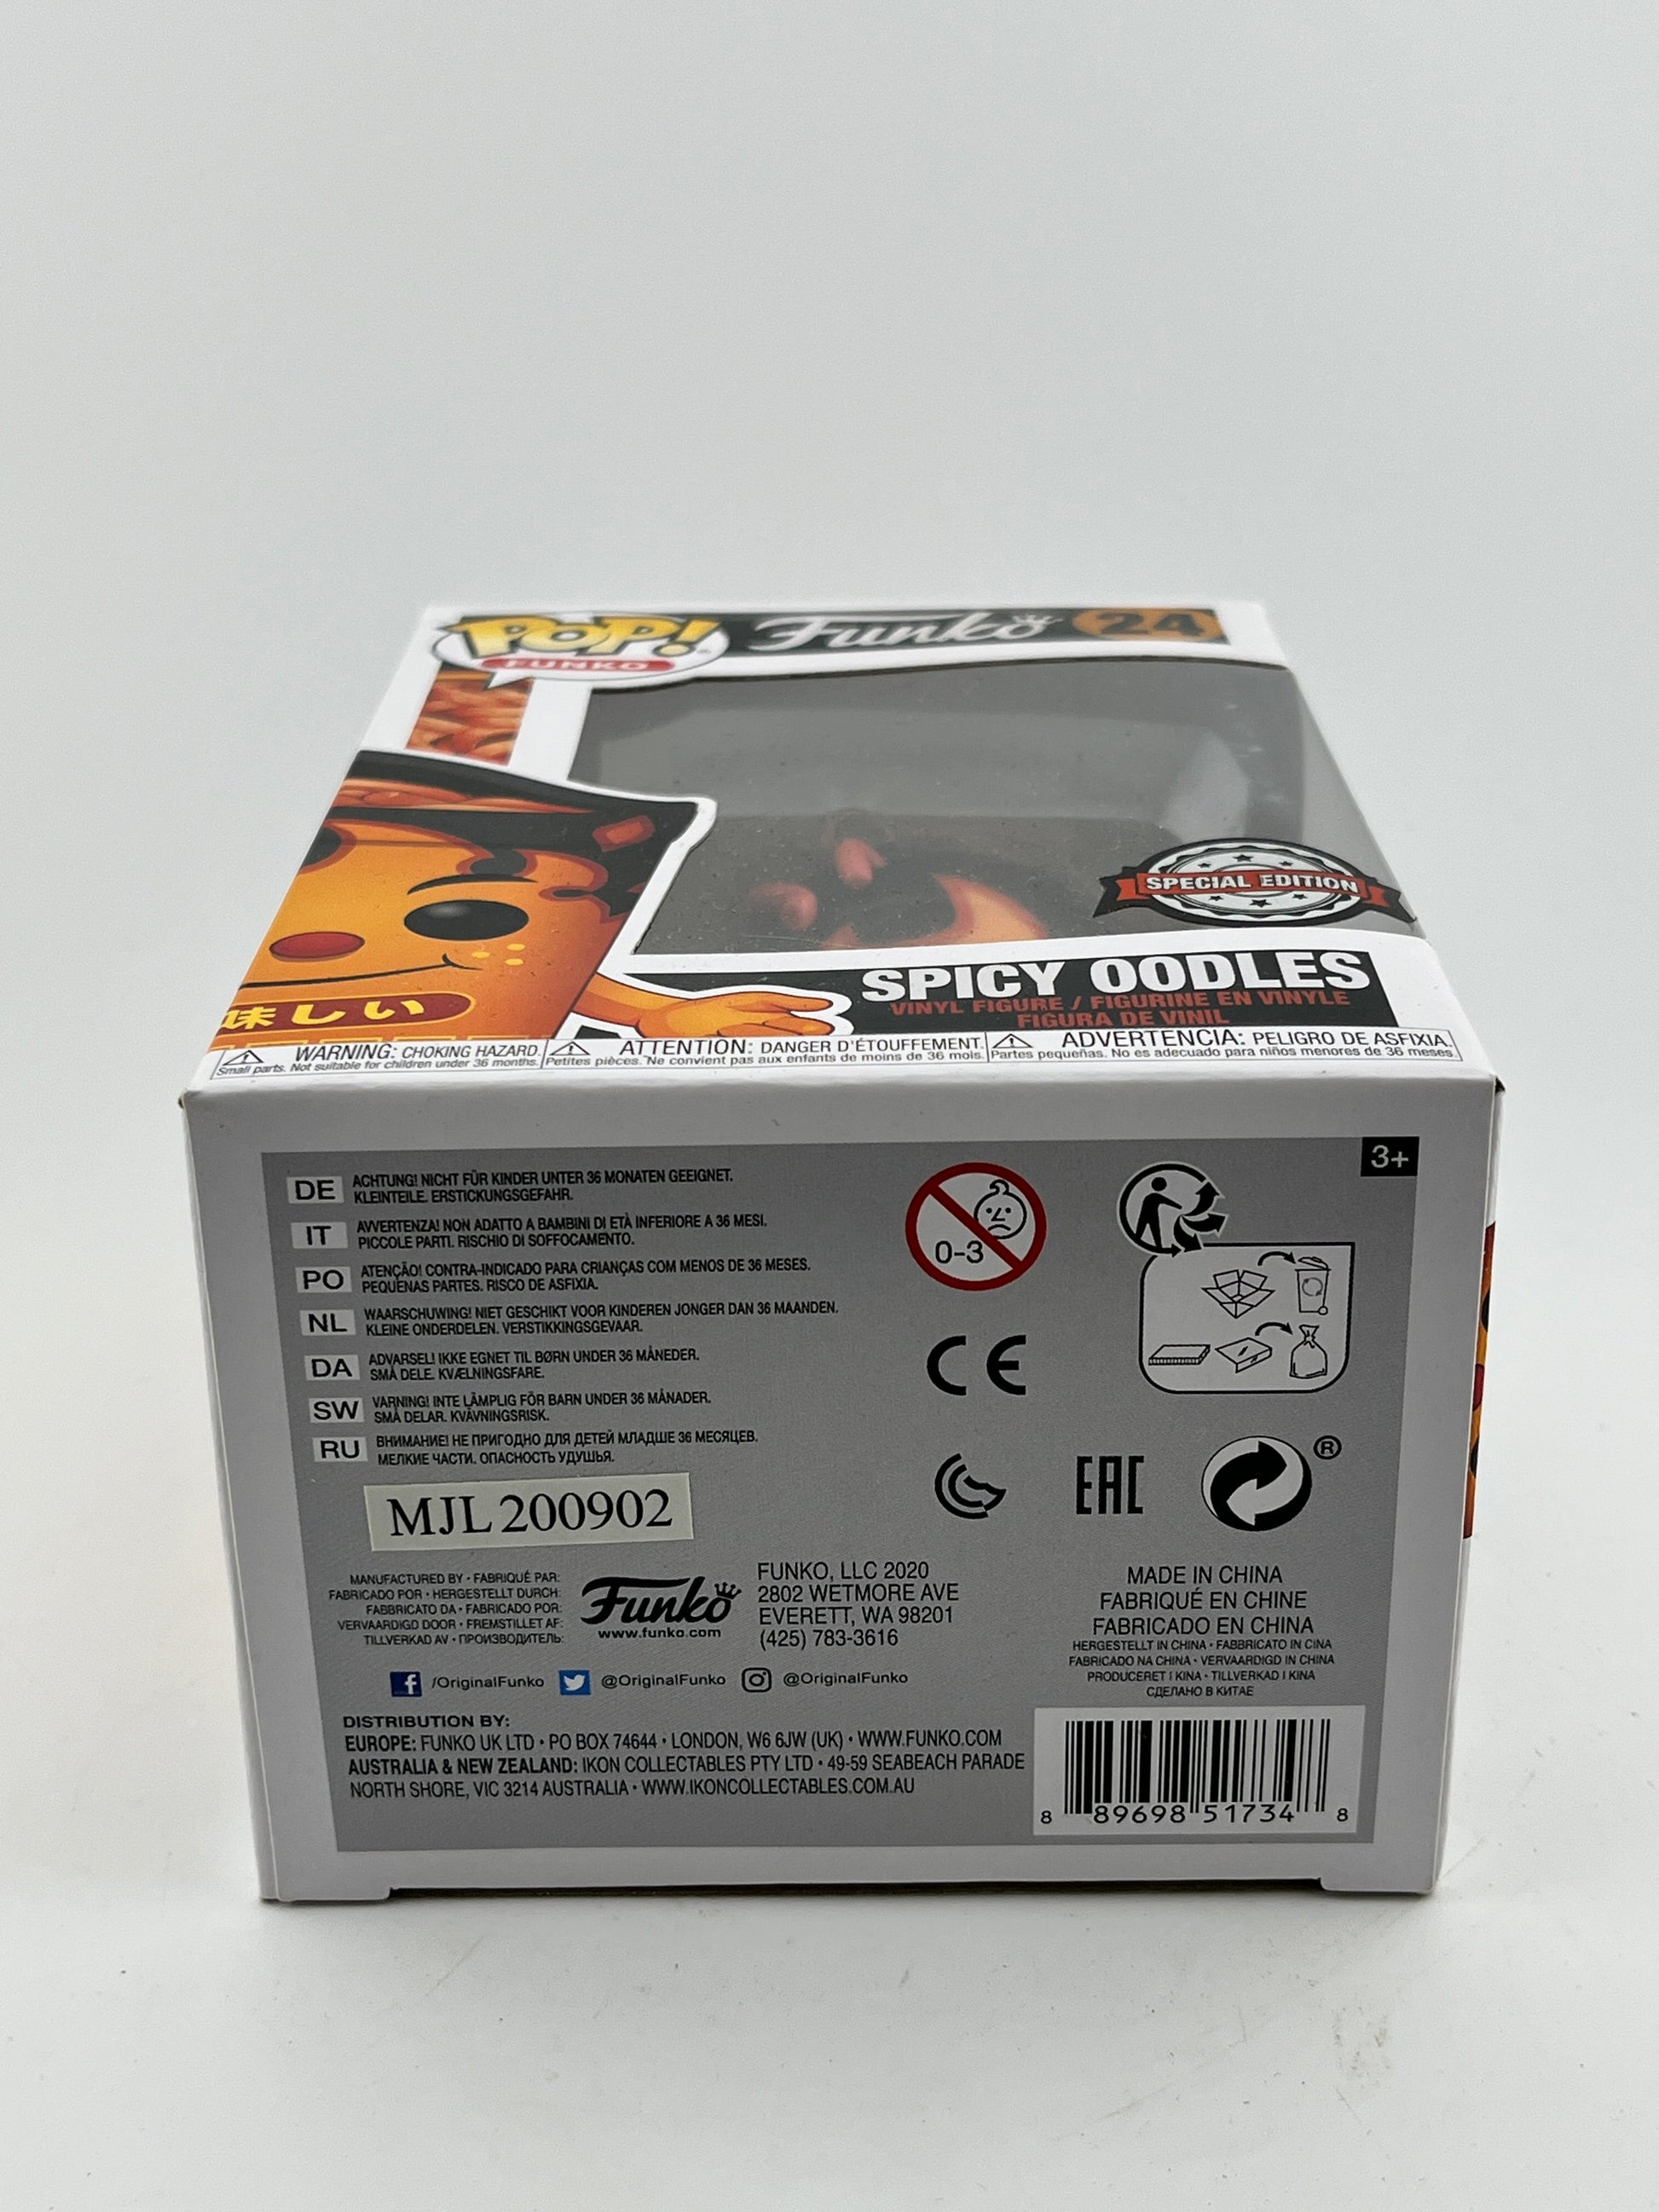 POP! Funko 24
FUNKO
SPECIAL EDITION
味しい
SPICY OODLES
VINYL FIGURE / FIGURINE EN VINYLE
FIGURA DE VINIL
WARNING: CHOKING HAZARD.
Small parts. Not suitable for children under 36 months.
ATTENTION: DANGER D'ÉTOUFFEMENT.
Petites pièces. Ne convient pas aux enfants de moins de 36 mois.
ADVERTENCIA: PELIGRO DE ASFIXIA.
Partes pequeñas. No es adecuado para niños menores de 36 meses.
3+
DE ACHTUNG! NICHT FÜR KINDER UNTER 36 MONATEN GEEIGNET.
KLEINTEILE. ERSTICKUNGSGEFAHR.
IT AVVERTENZA! NON ADATTO A BAMBINI DI ETÀ INFERIORE A 36 MESI.
PICCOLE PARTI. RISCHIO DI SOFFOCAMENTO.
PO ATENÇÃO! CONTRA-INDICADO PARA CRIANÇAS COM MENOS DE 36 MESES.
PEQUENAS PARTES. RISCO DE ASFIXIA.
NL WAARSCHUWING! NIET GESCHIKT VOOR KINDEREN JONGER DAN 36 MAANDEN.
KLEINE ONDERDELEN. VERSTIKKINGSGEVAAR.
DA ADVARSEL! IKKE EGNET TIL BØRN UNDER 36 MÅNEDER.
SMÅ DELE. KVÆLNINGSFARE.
SW VARNING! INTE LÄMPLIG FÖR BARN UNDER 36 MÅNADER.
SMÅ DELAR. KVÄVNINGSRISK.
RU ВНИМАНИЕ! НЕ ПРИГОДНО ДЛЯ ДЕТЕЙ МЛАДШЕ 36 МЕСЯЦЕВ.
МЕЛКИЕ ЧАСТИ. ОПАСНОСТЬ УДУШЬЯ.
0-3
CE
EAC
®
MJL 200902
MANUFACTURED BY • FABRIQUÉ PAR:
FABRICADO POR • HERGESTELLT DURCH:
FABBRICATO DA • FABRICADO POR:
VERVAARDIGD DOOR • FREMSTILLET AF:
TILLVERKAD AV • ПРОИЗВОДИТЕЛЬ:
Funko
www.funko.com
FUNKO, LLC 2020
2802 WETMORE AVE
EVERETT, WA 98201
(425) 783-3616
MADE IN CHINA
FABRIQUÉ EN CHINE
FABRICADO EN CHINA
HERGESTELLT IN CHINA • FABBRICATO IN CINA
FABRICADO NA CHINA • VERVAARDIGD IN CHINA
PRODUCERET I KINA • TILLVERKAD I KINA
СДЕЛАНО В КИТАЕ
/OriginalFunko @OriginalFunko @OriginalFunko
DISTRIBUTION BY:
EUROPE: FUNKO UK LTD • PO BOX 74644 • LONDON, W6 6JW (UK) • WWW.FUNKO.COM
AUSTRALIA & NEW ZEALAND: IKON COLLECTABLES PTY LTD • 49-59 SEABEACH PARADE
NORTH SHORE, VIC 3214 AUSTRALIA • WWW.IKONCOLLECTABLES.COM.AU
8 89698 51734 8